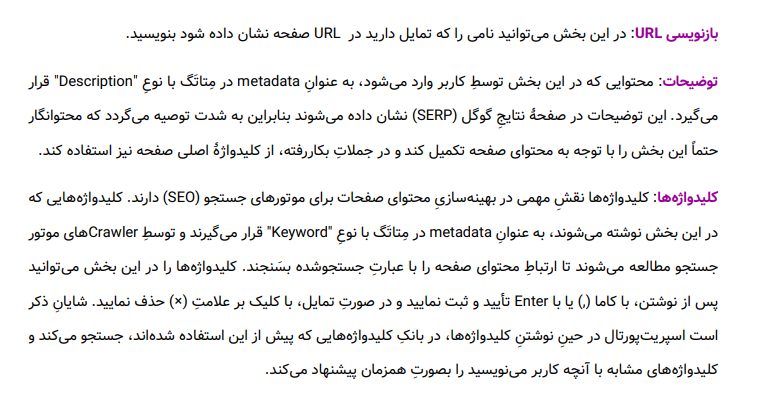 بازنویسی URL: در این بخش می‌توانید نامی را که تمایل دارید در URL صفحه نشان داده شود بنویسید.
توضیحات: محتوایی که در این بخش توسطِ کاربر وارد می‌شود، به عنوانِ metadata در مِتاتَگ با نوعِ "Description" قرار
می‌گیرد. این توضیحات در صفحهٔ نتایجِ گوگل (SERP) نشان داده می‌شوند بنابراین به شدت توصیه می‌گردد که محتوانگار
حتماً این بخش را با توجه به محتوای صفحه تکمیل کند و در جملاتِ بکاررفته، از کلیدواژهٔ اصلی صفحه نیز استفاده کند.
کلیدواژه‌ها: کلیدواژه‌ها نقشِ مهمی در بهینه‌سازیِ محتوای صفحات برای موتورهای جستجو (SEO) دارند. کلیدواژه‌هایی که
در این بخش نوشته می‌شوند، به عنوانِ metadata در مِتاتَگ با نوعِ "Keyword" قرار می‌گیرند و توسطِ Crawlerهای موتور
جستجو مطالعه می‌شوند تا ارتباطِ محتوای صفحه را با عبارتِ جستجوشده بسَنجند. کلیدواژه‌ها را در این بخش می‌توانید
پس از نوشتن، با کاما (,) یا با Enter تأیید و ثبت نمایید و در صورتِ تمایل، با کلیک بر علامتِ (×) حذف نمایید. شایانِ ذکر
است اسپریت‌پورتال در حینِ نوشتنِ کلیدواژه‌ها، در بانکِ کلیدواژه‌هایی که پیش از این استفاده شده‌اند، جستجو می‌کند و
کلیدواژه‌های مشابه با آنچه کاربر می‌نویسید را بصورتِ همزمان پیشنهاد می‌کند.